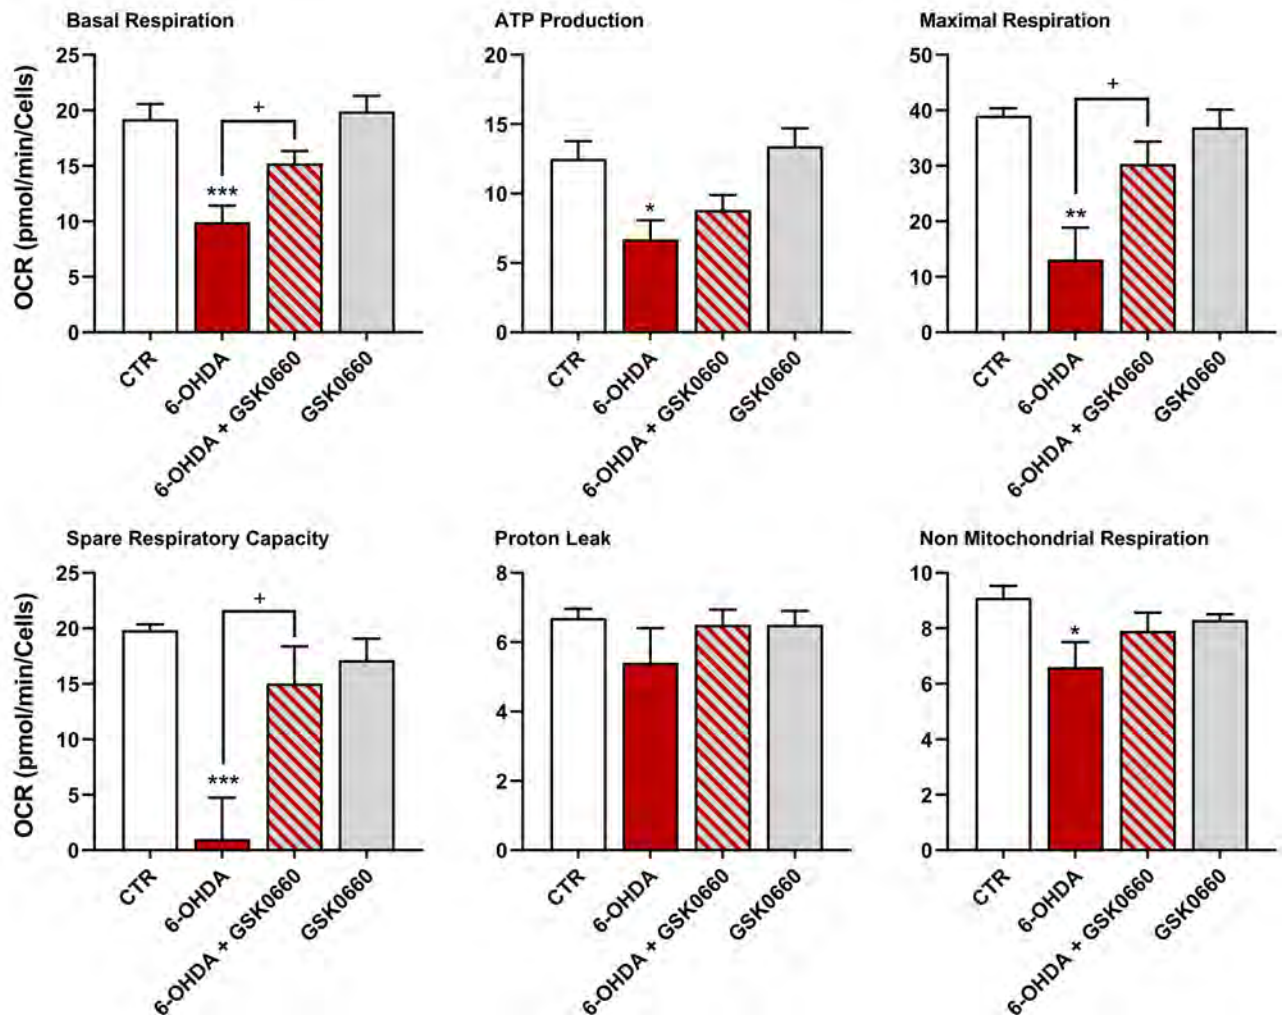 Basal Respiration
OCR (pmol/min/Cells)
25
20
15
10
5
0
+
***
CTR
6-OHDA
6-OHDA + GSK0660
GSK0660
ATP Production
20
15
10
5
0
*
CTR
6-OHDA
6-OHDA + GSK0660
GSK0660
Maximal Respiration
50
40
30
20
10
0
+
**
CTR
6-OHDA
6-OHDA + GSK0660
GSK0660
Spare Respiratory Capacity
OCR (pmol/min/Cells)
25
20
15
10
5
0
+
***
CTR
6-OHDA
6-OHDA + GSK0660
GSK0660
Proton Leak
8
6
4
2
0
CTR
6-OHDA
6-OHDA + GSK0660
GSK0660
Non Mitochondrial Respiration
10
8
6
4
2
0
*
CTR
6-OHDA
6-OHDA + GSK0660
GSK0660